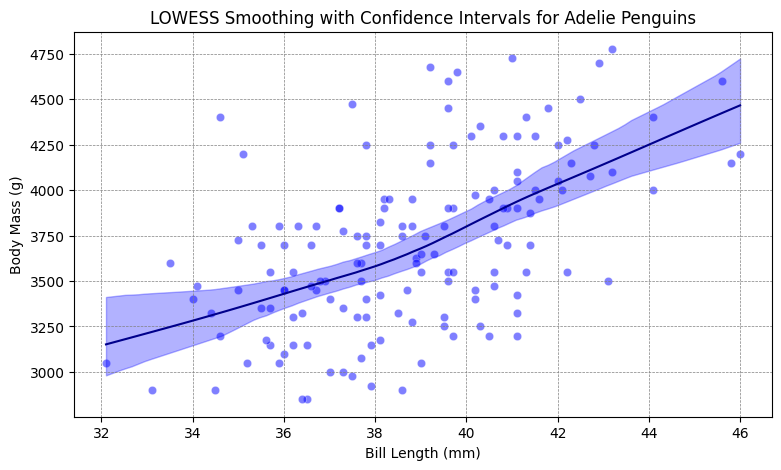 LOWESS Smoothing with Confidence Intervals for Adelie Penguins
4750
4500
4250
4000
3750
3500
3250
3000
Body Mass (g)
32 34 36 38 40 42 44 46
Bill Length (mm)